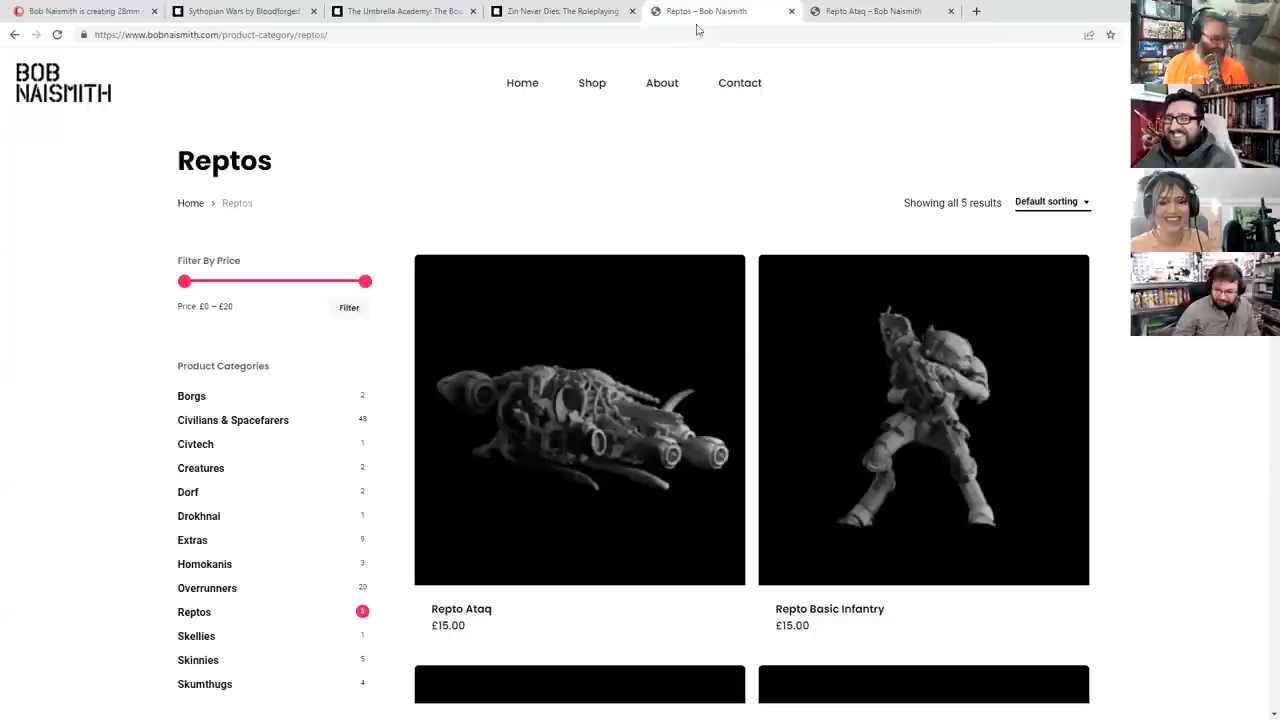 Bob Naismith is creating 28mm
Sythopian Wars by Bloodforged
The Umbrella Academy: The Boa
Zin Never Dies: The Roleplaying
Reptos – Bob Naismith
Repto Ataq – Bob Naismith
https://www.bobnaismith.com/product-category/reptos/
BOB
NAISMITH
Home
Shop
About
Contact
Reptos
Home › Reptos
Showing all 5 results
Default sorting
Filter By Price
Price: £0 — £20
Filter
Product Categories
Borgs 2
Civilians & Spacefarers 48
Civtech 1
Creatures 2
Dorf 2
Drokhnai 1
Extras 9
Homokanis 3
Overrunners 20
Reptos 5
Skellies 1
Skinnies 5
Skumthugs 4
Repto Ataq
£15.00
Repto Basic Infantry
£15.00